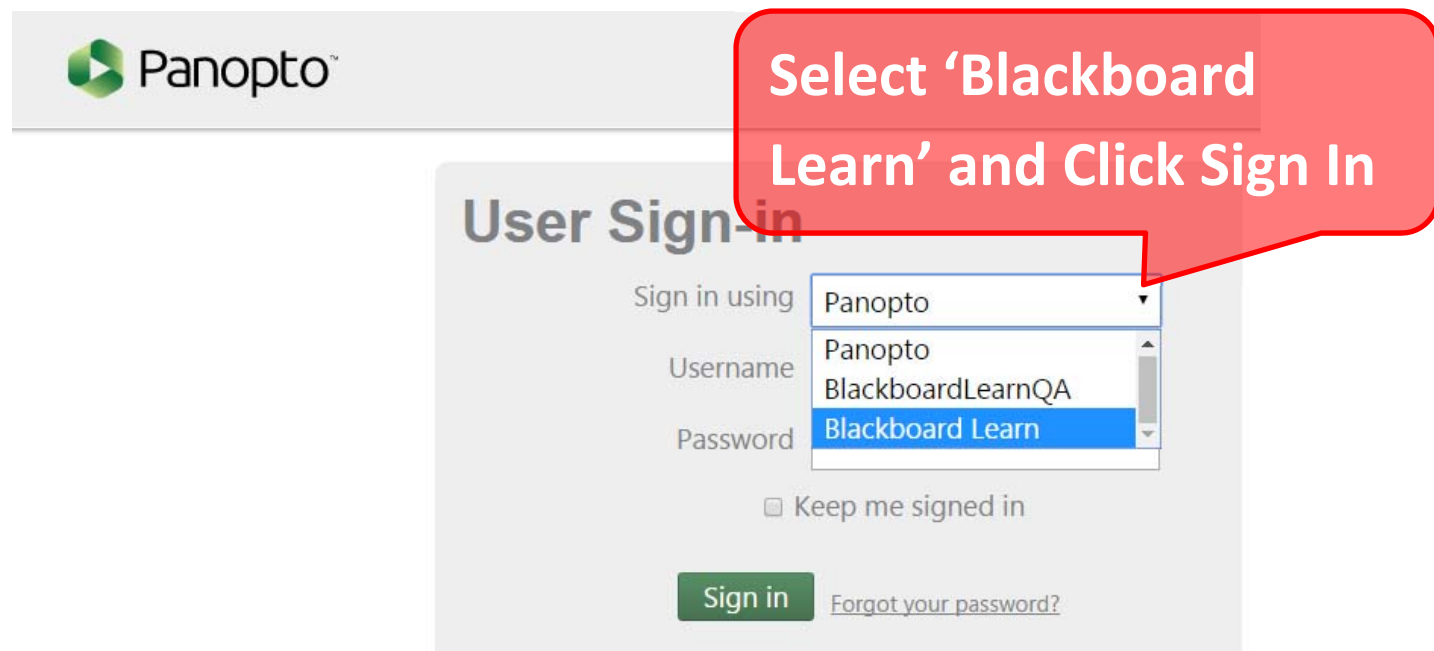 Panopto™
Select ‘Blackboard
Learn’ and Click Sign In
User Sign-in
Sign in using
Panopto
Panopto
Username
BlackboardLearnQA
Blackboard Learn
Password
Keep me signed in
Sign in
Forgot your password?